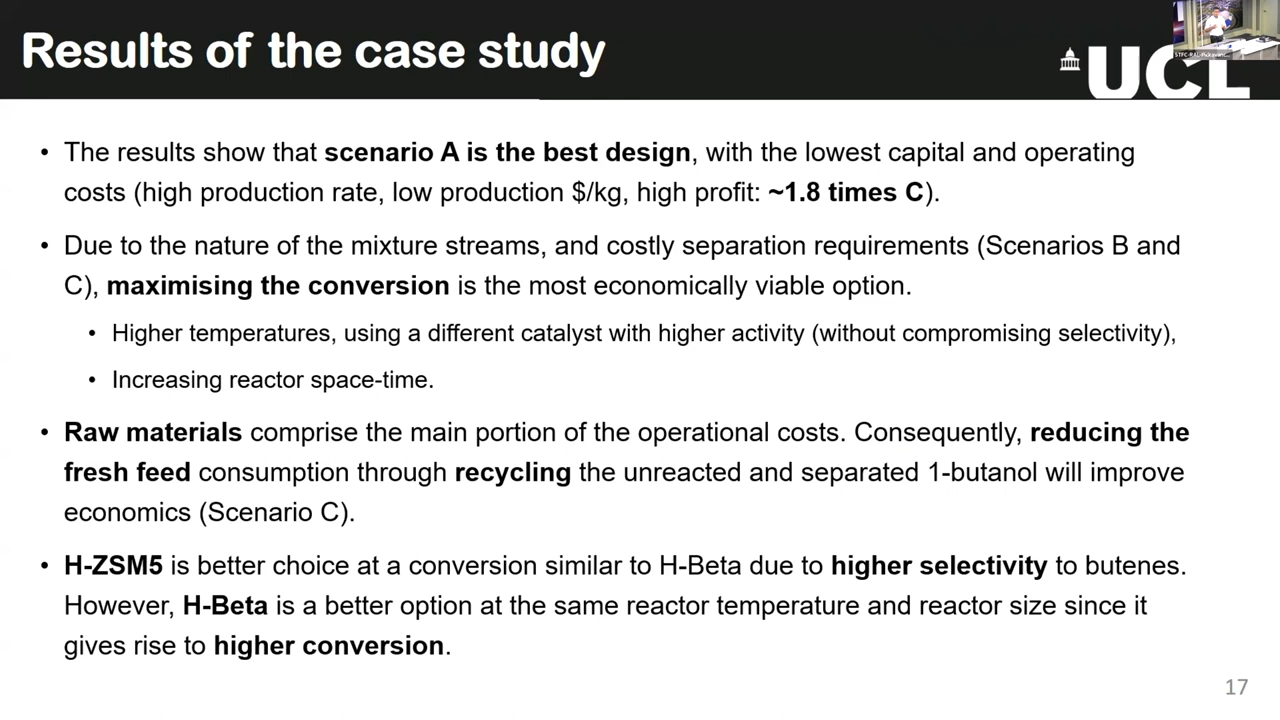 Results of the case study
UCL
• The results show that scenario A is the best design, with the lowest capital and operating
costs (high production rate, low production $/kg, high profit: ~1.8 times C).
• Due to the nature of the mixture streams, and costly separation requirements (Scenarios B and
C), maximising the conversion is the most economically viable option.
• Higher temperatures, using a different catalyst with higher activity (without compromising selectivity),
• Increasing reactor space-time.
• Raw materials comprise the main portion of the operational costs. Consequently, reducing the
fresh feed consumption through recycling the unreacted and separated 1-butanol will improve
economics (Scenario C).
• H-ZSM5 is better choice at a conversion similar to H-Beta due to higher selectivity to butenes.
However, H-Beta is a better option at the same reactor temperature and reactor size since it
gives rise to higher conversion.
17